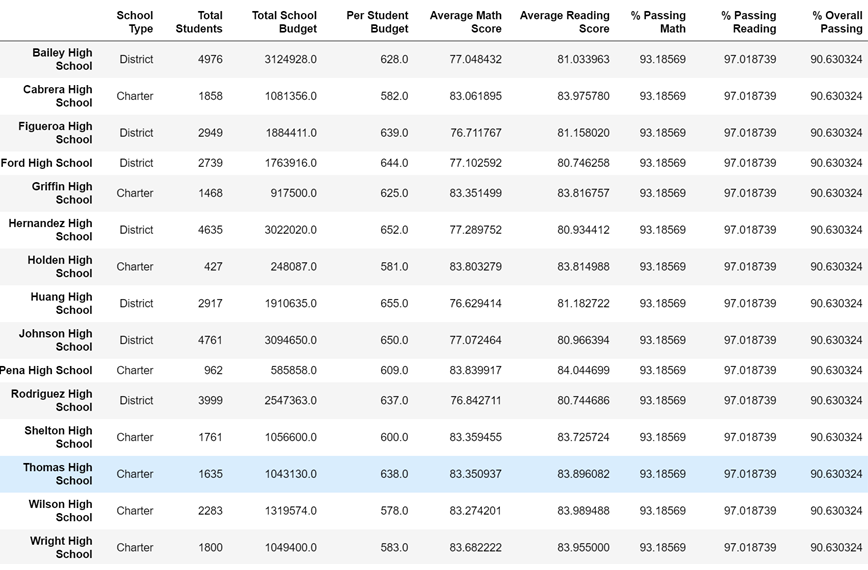 School Type Total Students Total School Budget Per Student Budget Average Math Score Average Reading Score % Passing Math % Passing Reading % Overall Passing
Bailey High School District 4976 3124928.0 628.0 77.048432 81.033963 93.18569 97.018739 90.630324
Cabrera High School Charter 1858 1081356.0 582.0 83.061895 83.975780 93.18569 97.018739 90.630324
Figueroa High School District 2949 1884411.0 639.0 76.711767 81.158020 93.18569 97.018739 90.630324
Ford High School District 2739 1763916.0 644.0 77.102592 80.746258 93.18569 97.018739 90.630324
Griffin High School Charter 1468 917500.0 625.0 83.351499 83.816757 93.18569 97.018739 90.630324
Hernandez High School District 4635 3022020.0 652.0 77.289752 80.934412 93.18569 97.018739 90.630324
Holden High School Charter 427 248087.0 581.0 83.803279 83.814988 93.18569 97.018739 90.630324
Huang High School District 2917 1910635.0 655.0 76.629414 81.182722 93.18569 97.018739 90.630324
Johnson High School District 4761 3094650.0 650.0 77.072464 80.966394 93.18569 97.018739 90.630324
Pena High School Charter 962 585858.0 609.0 83.839917 84.044699 93.18569 97.018739 90.630324
Rodriguez High School District 3999 2547363.0 637.0 76.842711 80.744686 93.18569 97.018739 90.630324
Shelton High School Charter 1761 1056600.0 600.0 83.359455 83.725724 93.18569 97.018739 90.630324
Thomas High School Charter 1635 1043130.0 638.0 83.350937 83.896082 93.18569 97.018739 90.630324
Wilson High School Charter 2283 1319574.0 578.0 83.274201 83.989488 93.18569 97.018739 90.630324
Wright High School Charter 1800 1049400.0 583.0 83.682222 83.955000 93.18569 97.018739 90.630324